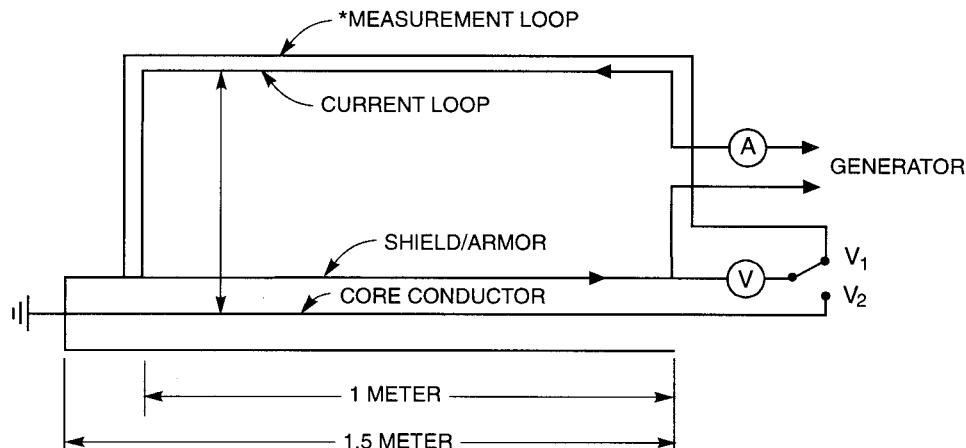 *MEASUREMENT LOOP
CURRENT LOOP
A
GENERATOR
SHIELD/ARMOR
V
V1
V2
CORE CONDUCTOR
1 METER
1.5 METER